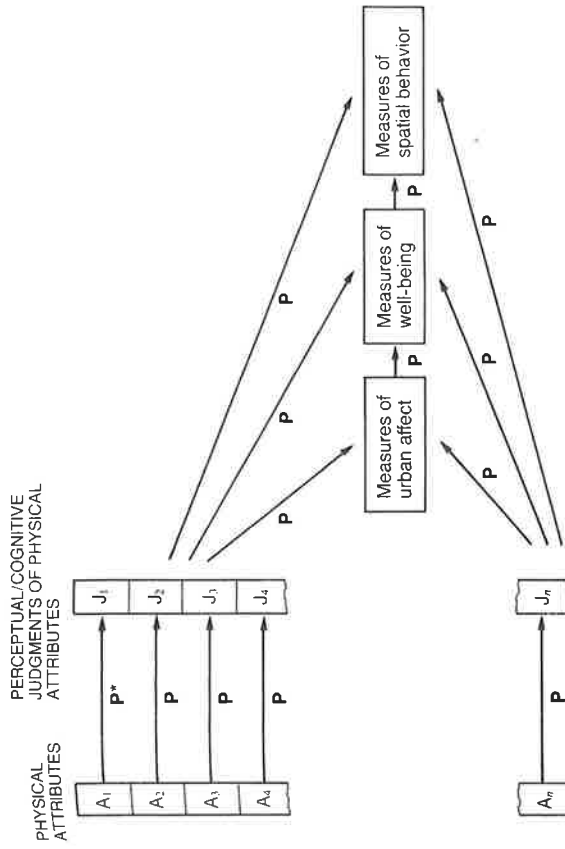 PHYSICAL
ATTRIBUTES
PERCEPTUAL/COGNITIVE
JUDGMENTS OF PHYSICAL
ATTRIBUTES
A₁
P*
J₁
A₂
P
J₂
A₃
P
J₃
A₄
P
J₄
P
P
P
Measures of
urban affect
P
Measures of
well-being
P
Measures of
spatial behavior
P
P
P
Aₙ
P
Jₙ